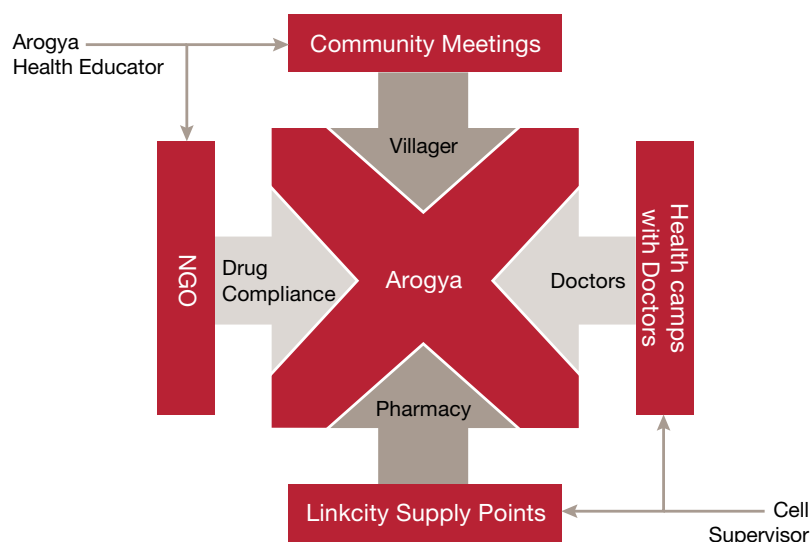 Arogya
Health Educator
Community Meetings
Villager
NGO
Drug
Compliance
Arogya
Doctors
Health camps
with Doctors
Pharmacy
Linkcity Supply Points
Cell
Supervisor